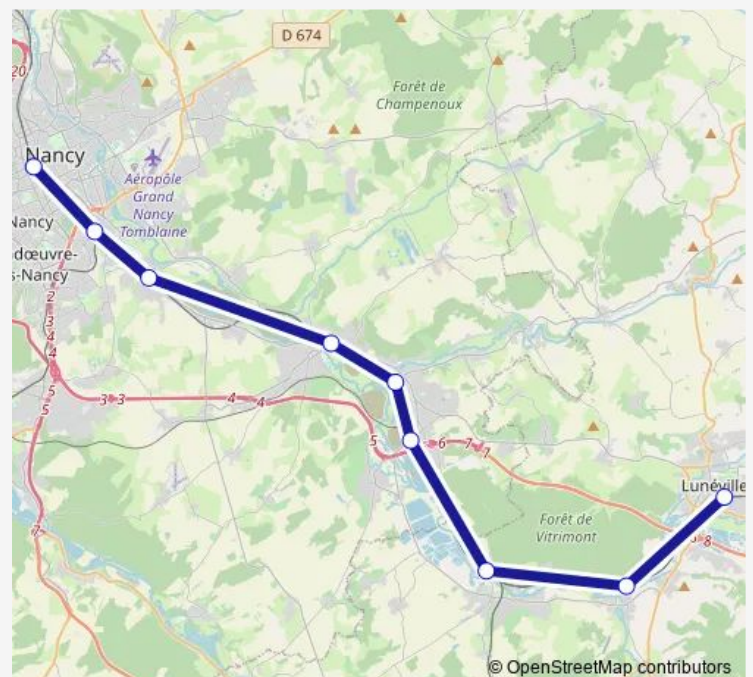 D 674
20
Forêt de
Champenoux
Nancy
Aéropôle
Grand
Nancy
Tomblaine
Nancy
dœuvre-
s-Nancy
2
3
4
4
5
5
3 3
4 4
5
6 7
7
Lunéville
Forêt de
Vitrimont
8
7
© OpenStreetMap contributors